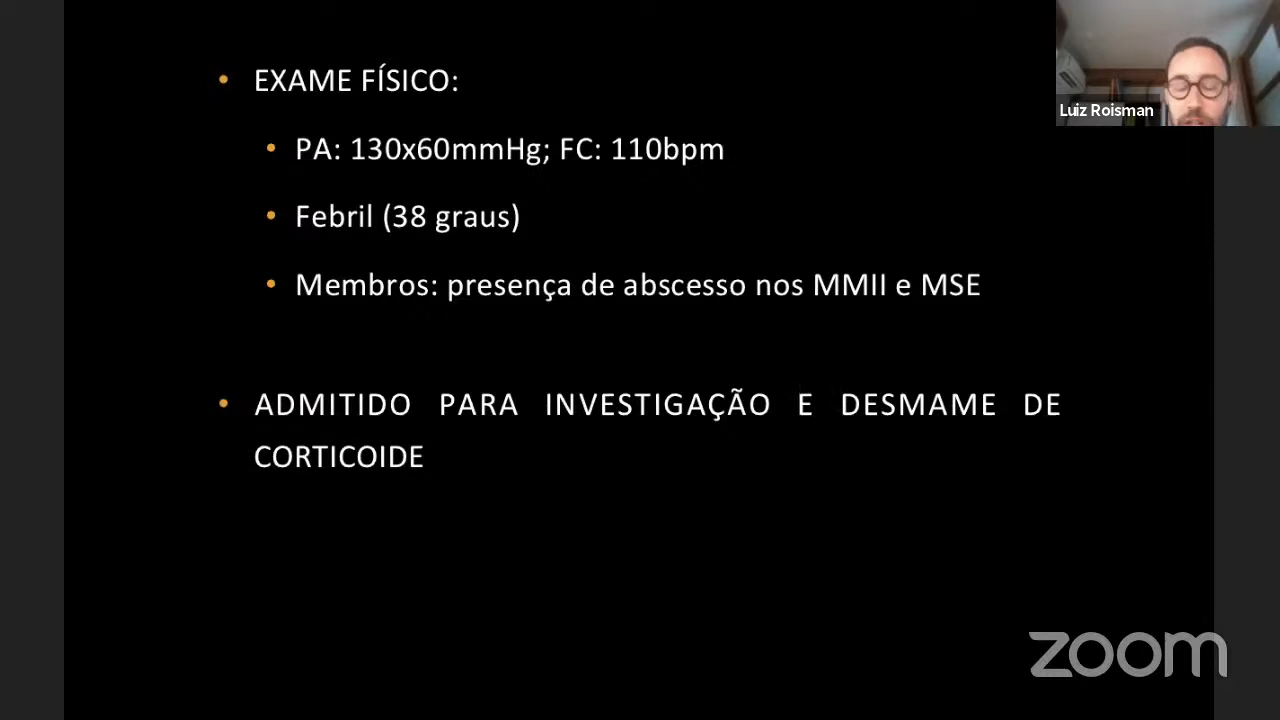 EXAME FÍSICO:
PA: 130x60mmHg; FC: 110bpm
Febril (38 graus)
Membros: presença de abscesso nos MMII e MSE
ADMITIDO PARA INVESTIGAÇÃO E DESMAME DE
CORTICOIDE
Luiz Roisman
zoom